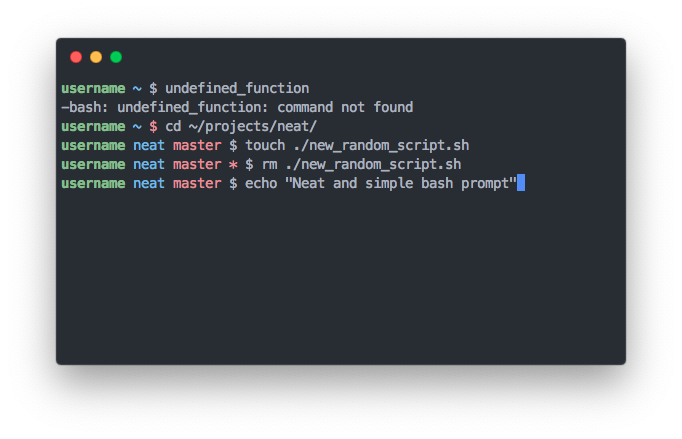 username ~ $ undefined_function
-bash: undefined_function: command not found
username ~ $ cd ~/projects/neat/
username neat master $ touch ./new_random_script.sh
username neat master * $ rm ./new_random_script.sh
username neat master $ echo "Neat and simple bash prompt"